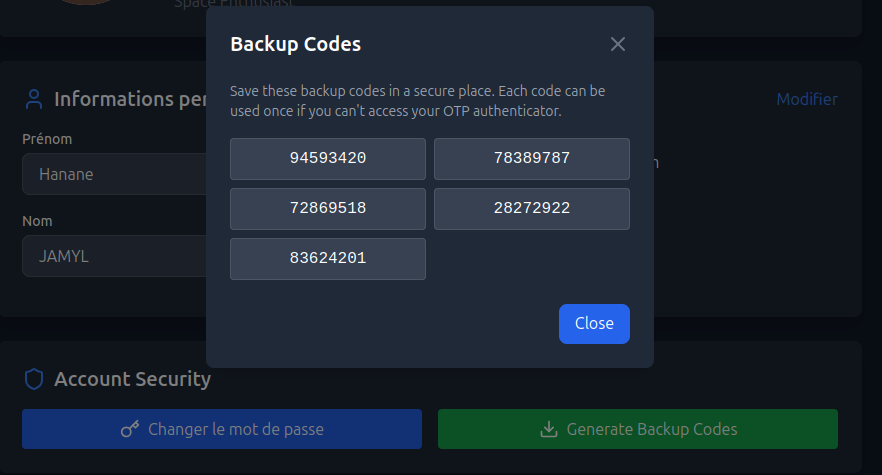 Space Enthusiast
Backup Codes
Save these backup codes in a secure place. Each code can be
used once if you can't access your OTP authenticator.
94593420 78389787
72869518 28272922
83624201
Close
Informations per
Modifier
Prénom
Hanane
n
Nom
JAMYL
Account Security
Changer le mot de passe
Generate Backup Codes